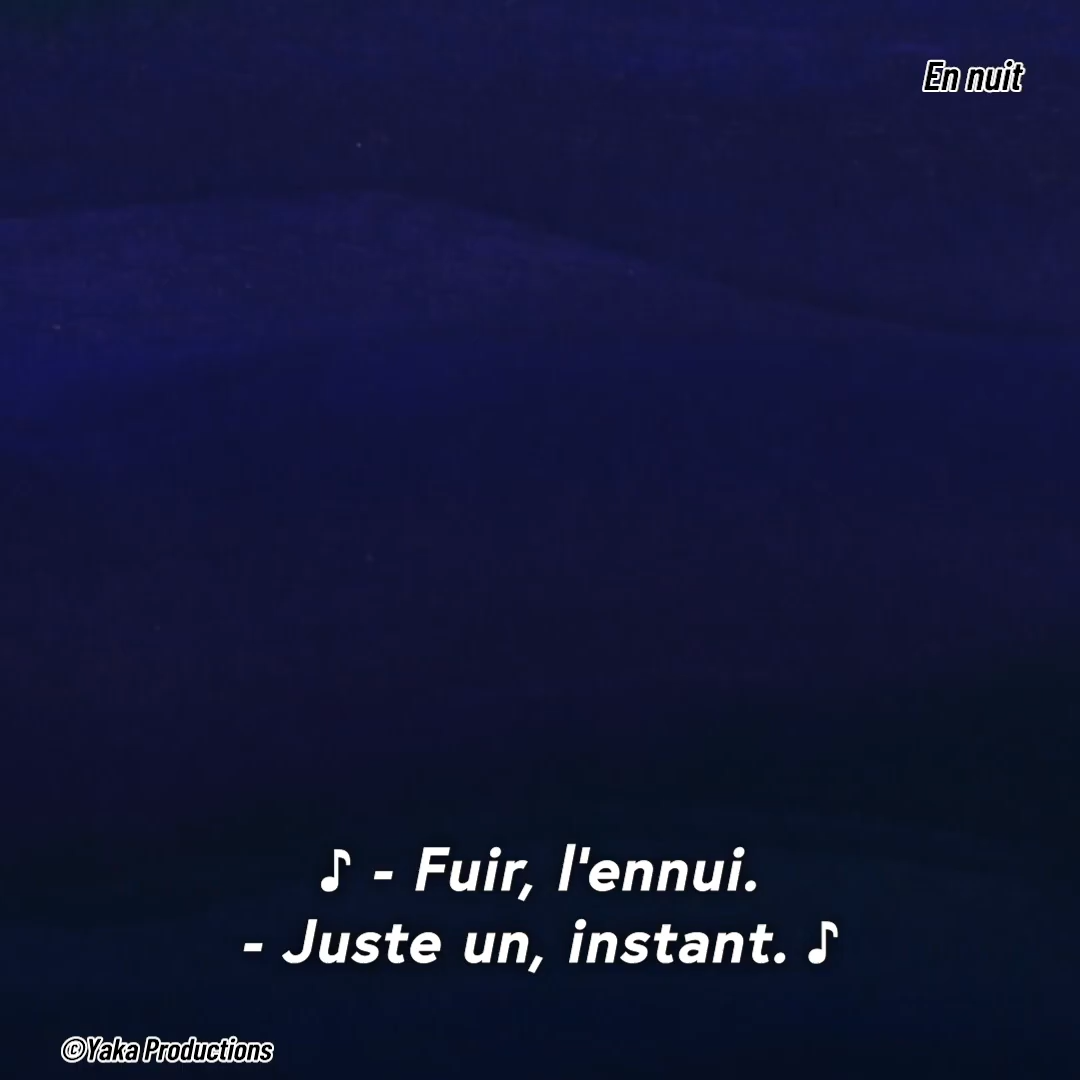 En nuit
♪ - Fuir, l'ennui.
- Juste un, instant. ♪
©Yaka Productions